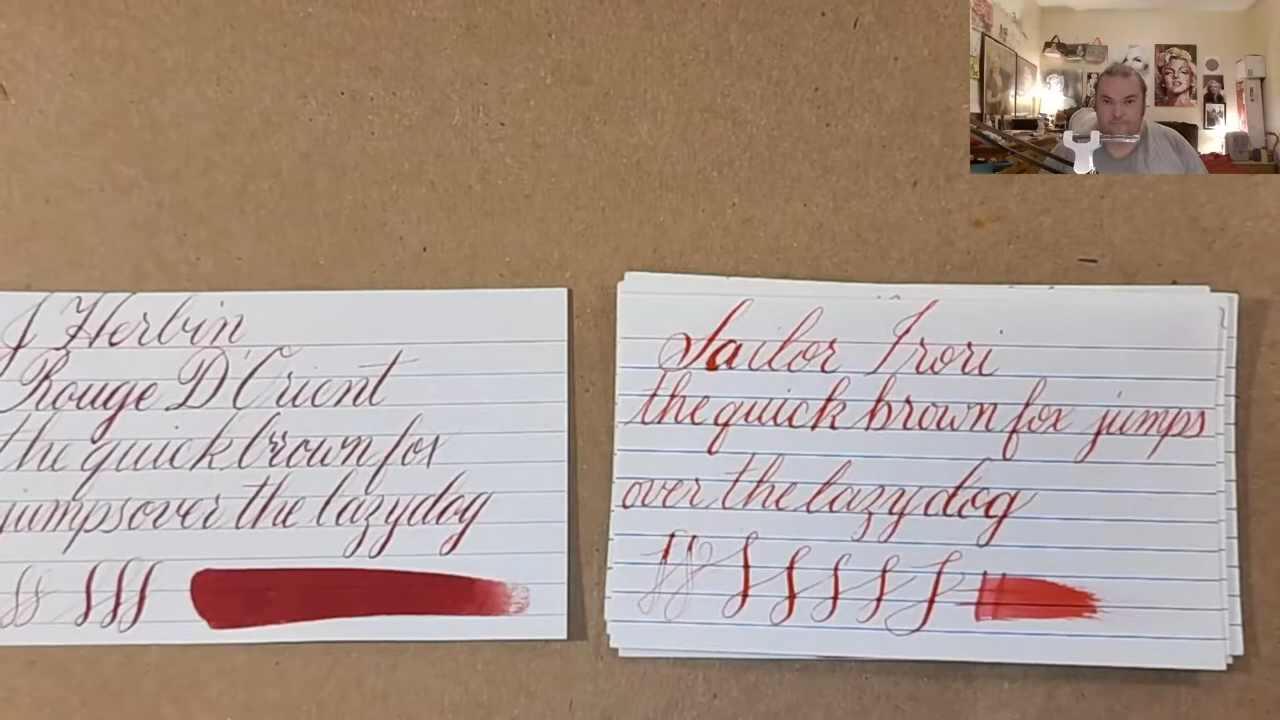 J Herbin
Rouge D'Orient
the quick brown fox
jumps over the lazy dog
Sailor Irori
the quick brown fox jumps
over the lazy dog